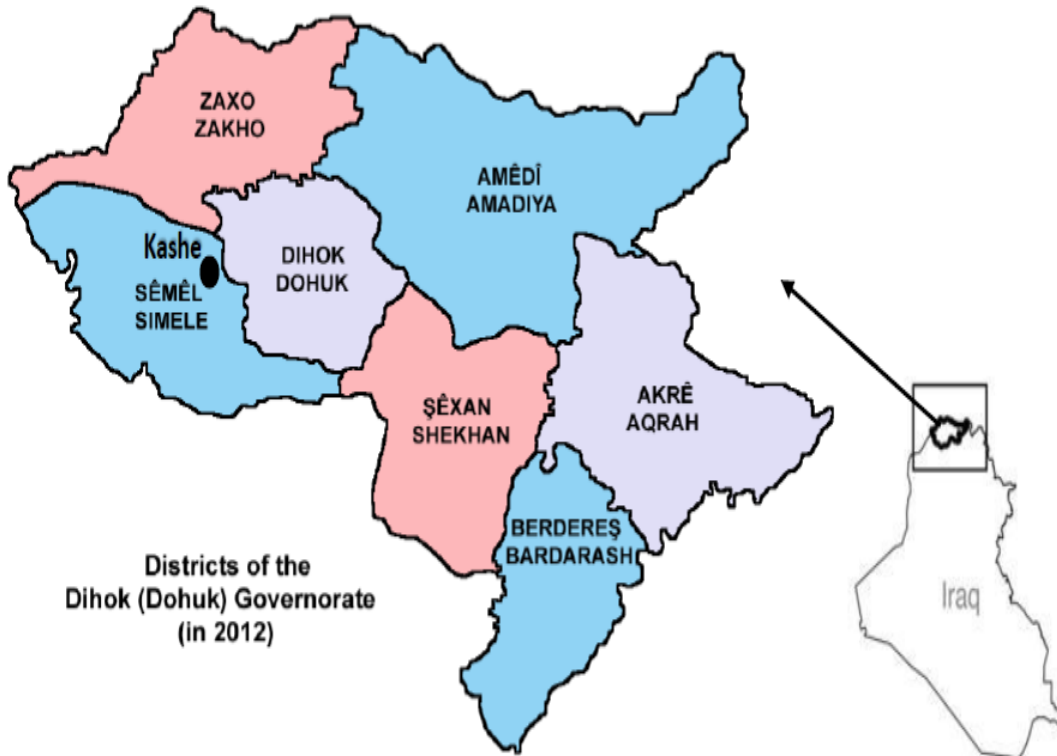 ZAXO
ZAKHO
AMÊDÎ
AMADIYA
Kashe
SÊMÊL
SIMELE
DIHOK
DOHUK
ŞÊXAN
SHEKHAN
AKRÊ
AQRAH
BERDEREŞ
BARDARASH
Districts of the
Dihok (Dohuk) Governorate
(in 2012)
Iraq